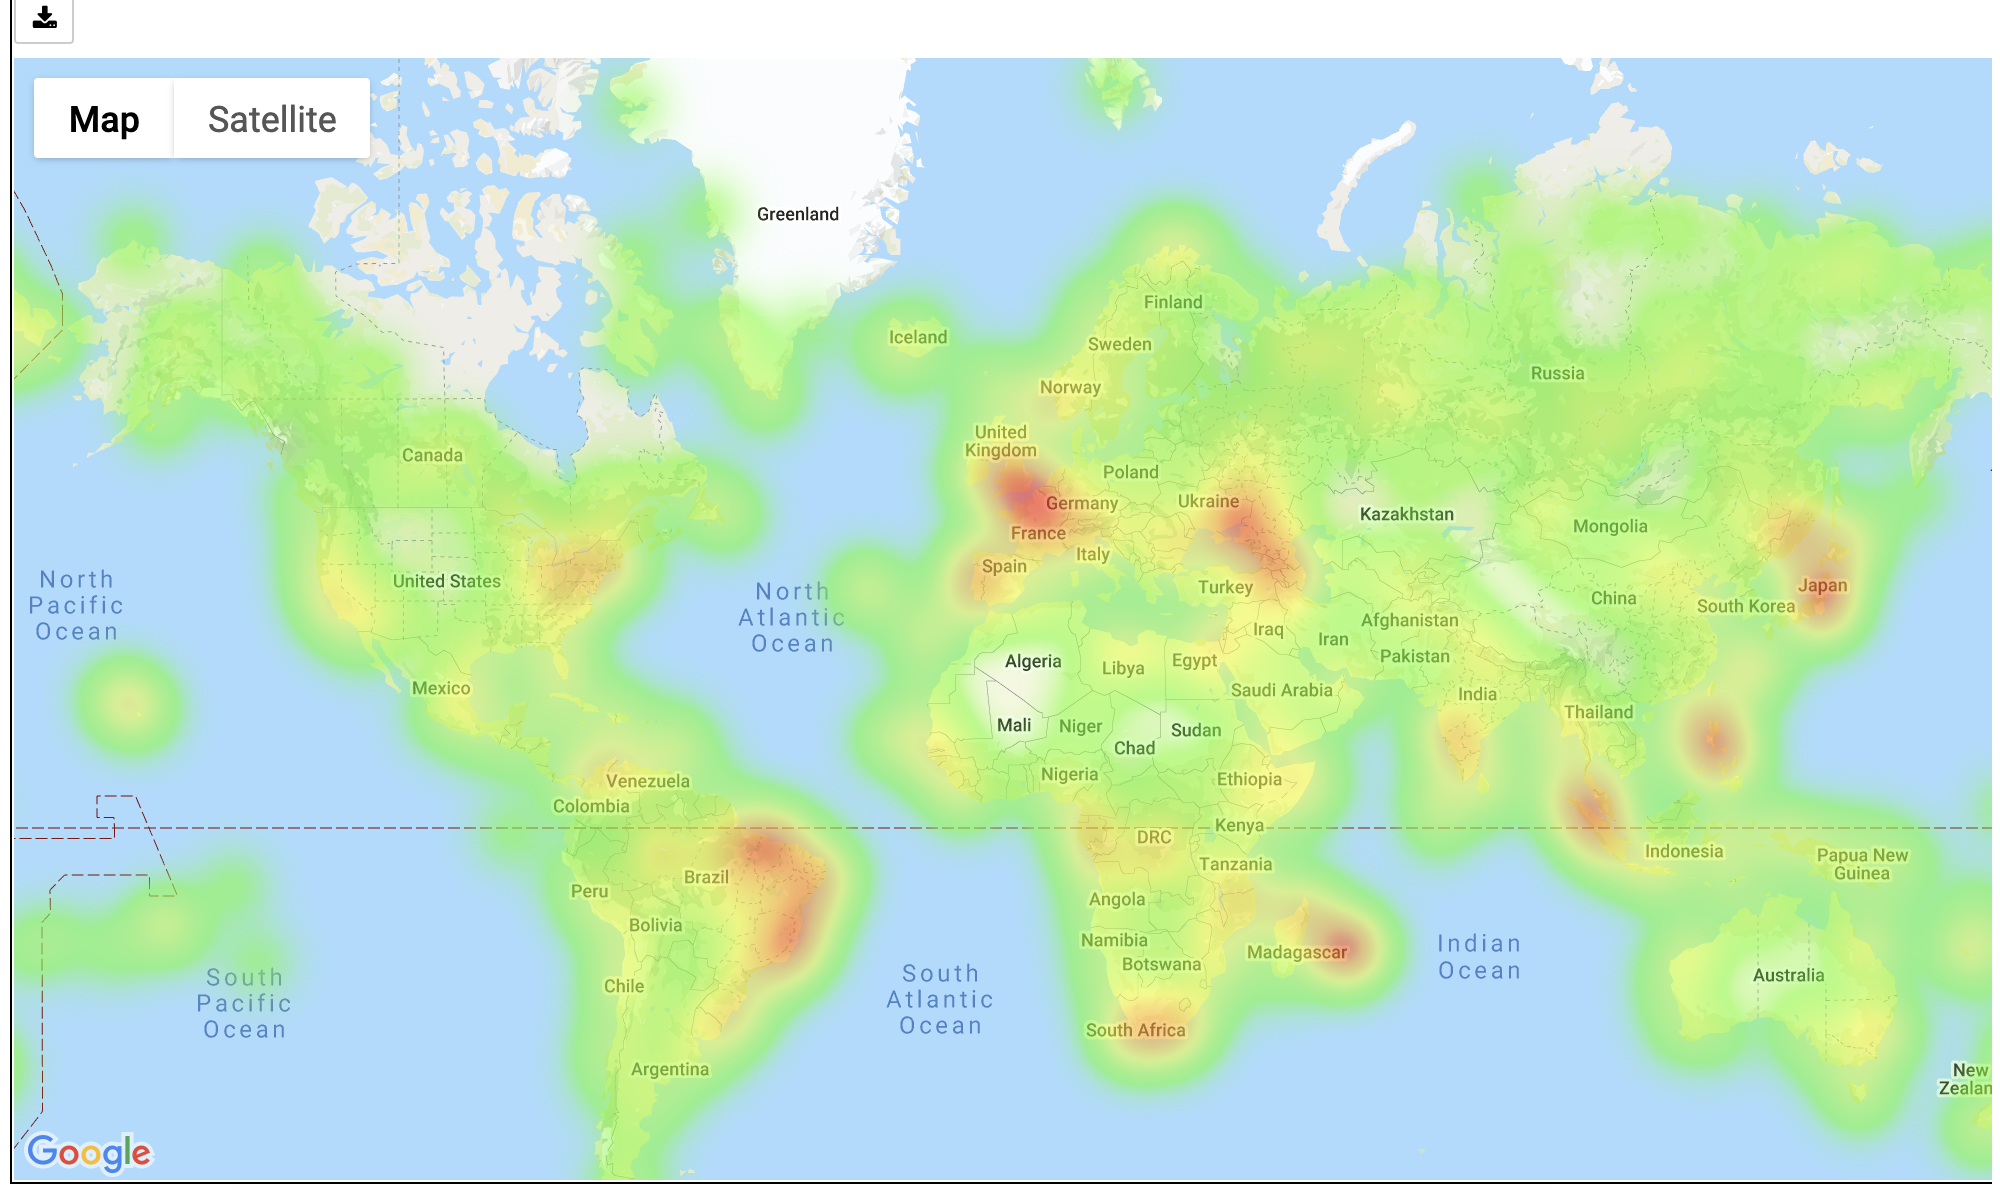 Map
Satellite
Greenland
Finland
Iceland
Sweden
Norway
Russia
United
Kingdom
Canada
Poland
Germany
Ukraine
Kazakhstan
Mongolia
France
Italy
Spain
United States
Turkey
Japan
China
South Korea
North
Pacific
Ocean
North
Atlantic
Ocean
Afghanistan
Iraq
Iran
Pakistan
Algeria
Libya
Egypt
Mexico
Saudi Arabia
India
Thailand
Mali
Niger
Sudan
Chad
Nigeria
Ethiopia
Venezuela
Colombia
Kenya
DRC
Indonesia
Papua New
Guinea
Tanzania
Brazil
Peru
Angola
Bolivia
Namibia
Madagascar
Indian
Ocean
Botswana
Australia
South
Pacific
Ocean
South
Atlantic
Ocean
Chile
South Africa
Argentina
New
Zealan
Google